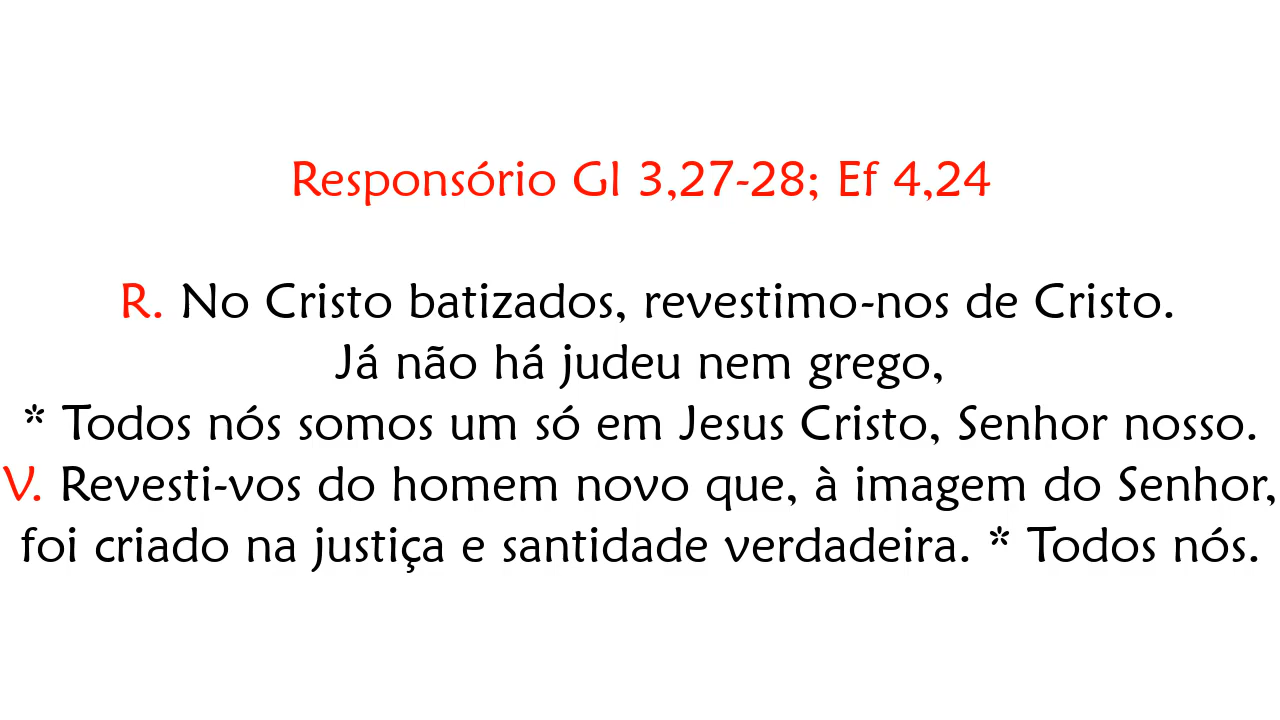 Responsório Gl 3,27-28; Ef 4,24
R. No Cristo batizados, revestimo-nos de Cristo.
Já não há judeu nem grego,
* Todos nós somos um só em Jesus Cristo, Senhor nosso.
V. Revesti-vos do homem novo que, à imagem do Senhor,
foi criado na justiça e santidade verdadeira. * Todos nós.